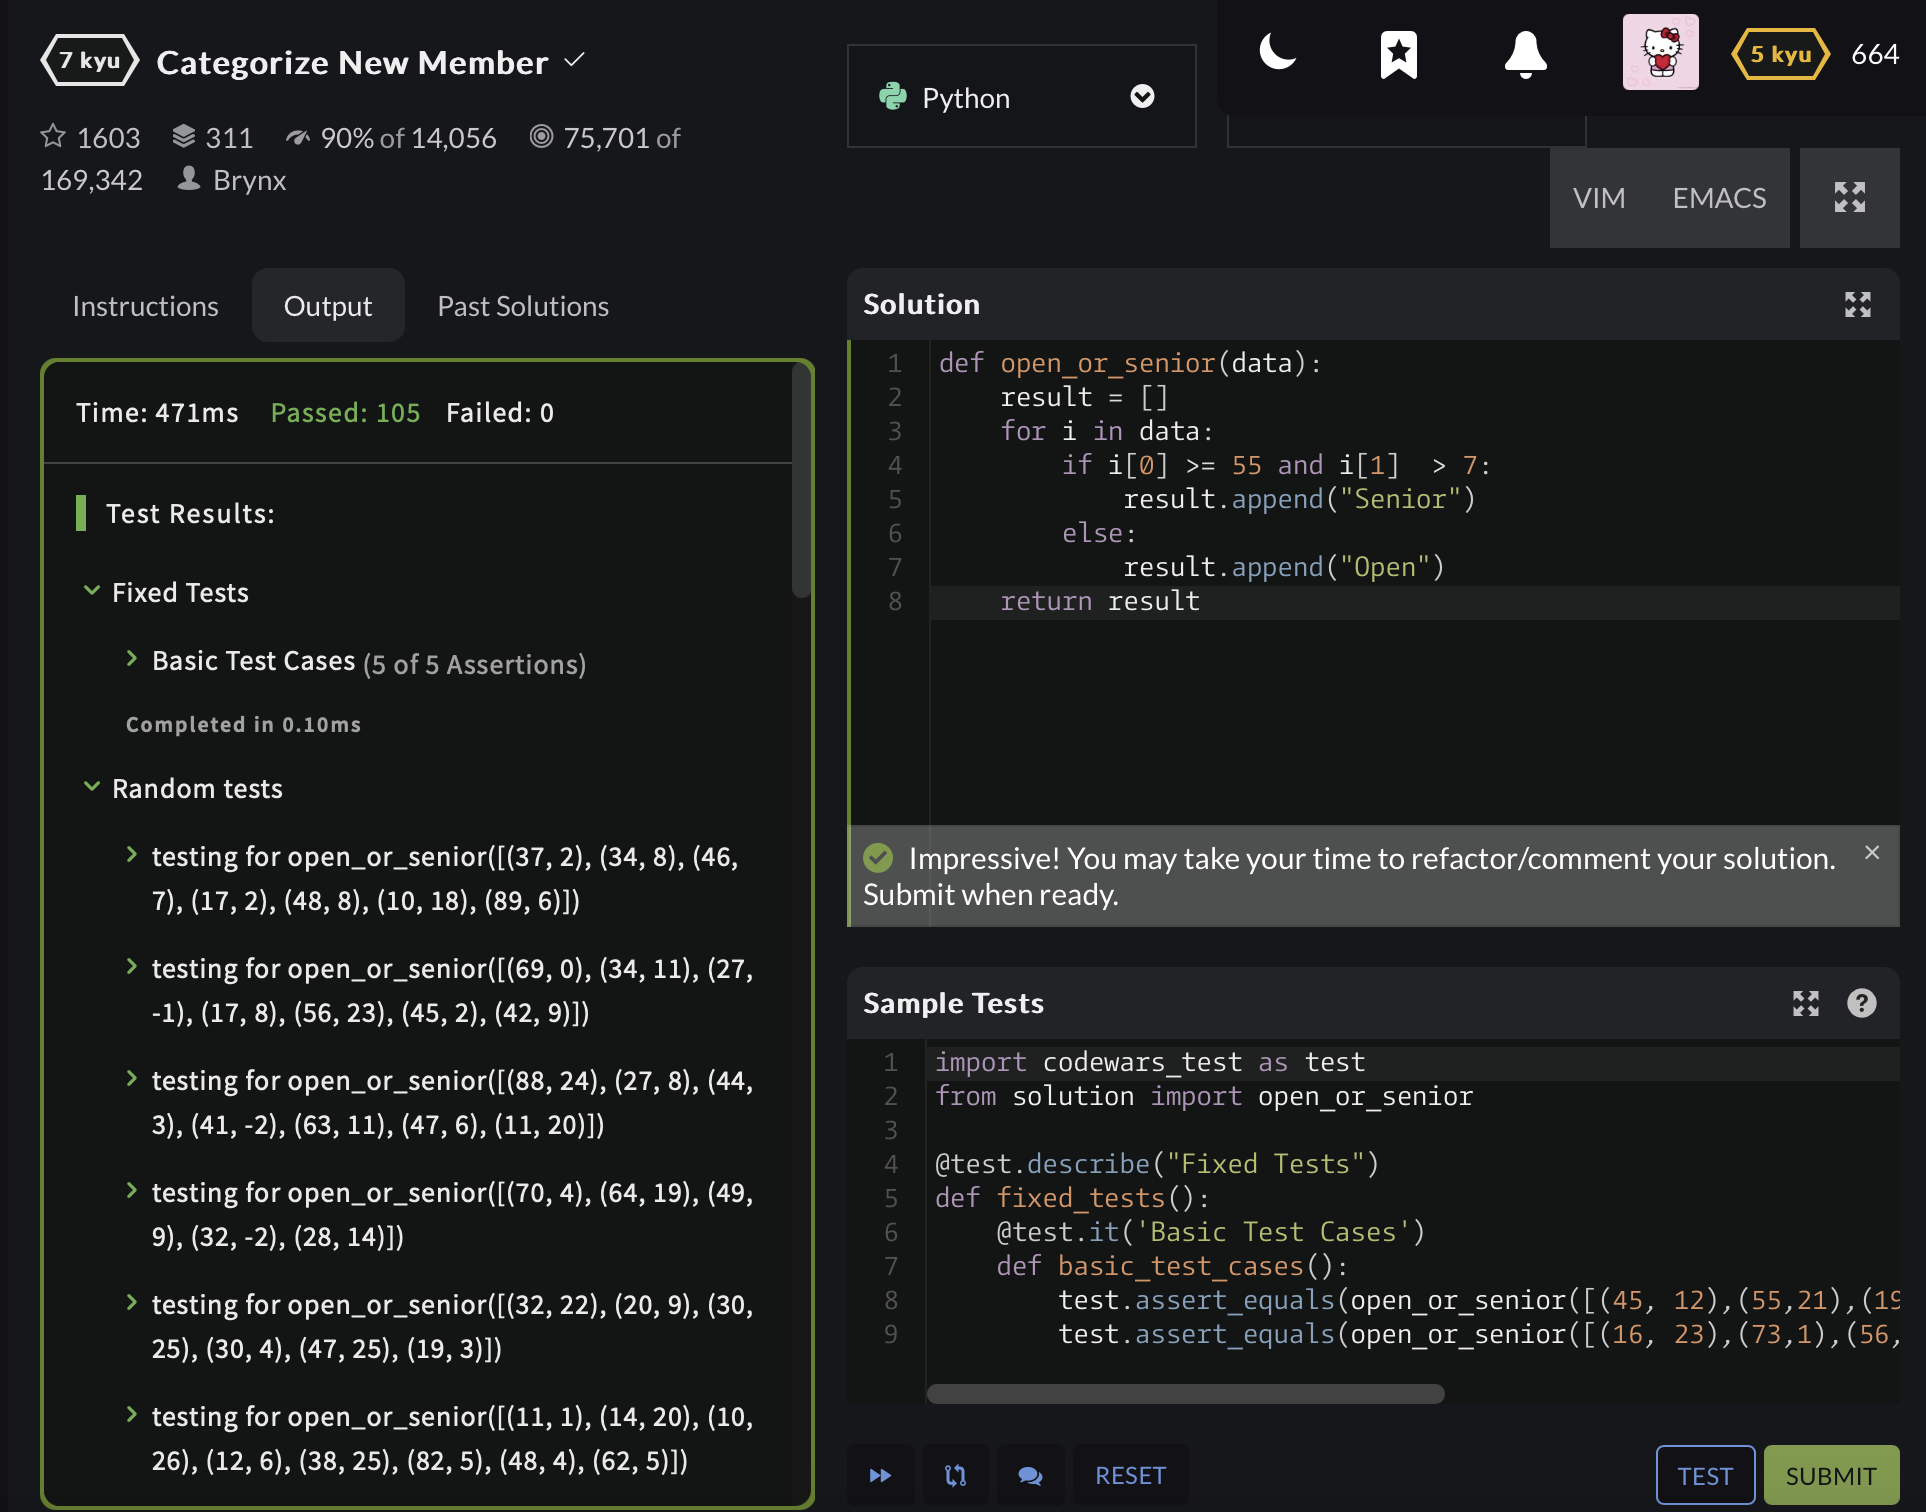 7 kyu Categorize New Member
1603 311 90% of 14,056 75,701 of
169,342 Brynx
Python
5 kyu 664
VIM EMACS
Instructions Output Past Solutions
Time: 471ms Passed: 105 Failed: 0
Test Results:
Fixed Tests
Basic Test Cases (5 of 5 Assertions)
Completed in 0.10ms
Random tests
testing for open_or_senior([(37, 2), (34, 8), (46,
7), (17, 2), (48, 8), (10, 18), (89, 6)])
testing for open_or_senior([(69, 0), (34, 11), (27,
-1), (17, 8), (56, 23), (45, 2), (42, 9)])
testing for open_or_senior([(88, 24), (27, 8), (44,
3), (41, -2), (63, 11), (47, 6), (11, 20)])
testing for open_or_senior([(70, 4), (64, 19), (49,
9), (32, -2), (28, 14)])
testing for open_or_senior([(32, 22), (20, 9), (30,
25), (30, 4), (47, 25), (19, 3)])
testing for open_or_senior([(11, 1), (14, 20), (10,
26), (12, 6), (38, 25), (82, 5), (48, 4), (62, 5)])
Solution
1 def open_or_senior(data):
2     result = []
3     for i in data:
4         if i[0] >= 55 and i[1]  > 7:
5             result.append("Senior")
6         else:
7             result.append("Open")
8     return result
Impressive! You may take your time to refactor/comment your solution.
Submit when ready.
Sample Tests
1 import codewars_test as test
2 from solution import open_or_senior
3
4 @test.describe("Fixed Tests")
5 def fixed_tests():
6     @test.it('Basic Test Cases')
7     def basic_test_cases():
8         test.assert_equals(open_or_senior([(45, 12),(55,21),(19
9         test.assert_equals(open_or_senior([(16, 23),(73,1),(56,
RESET
TEST SUBMIT